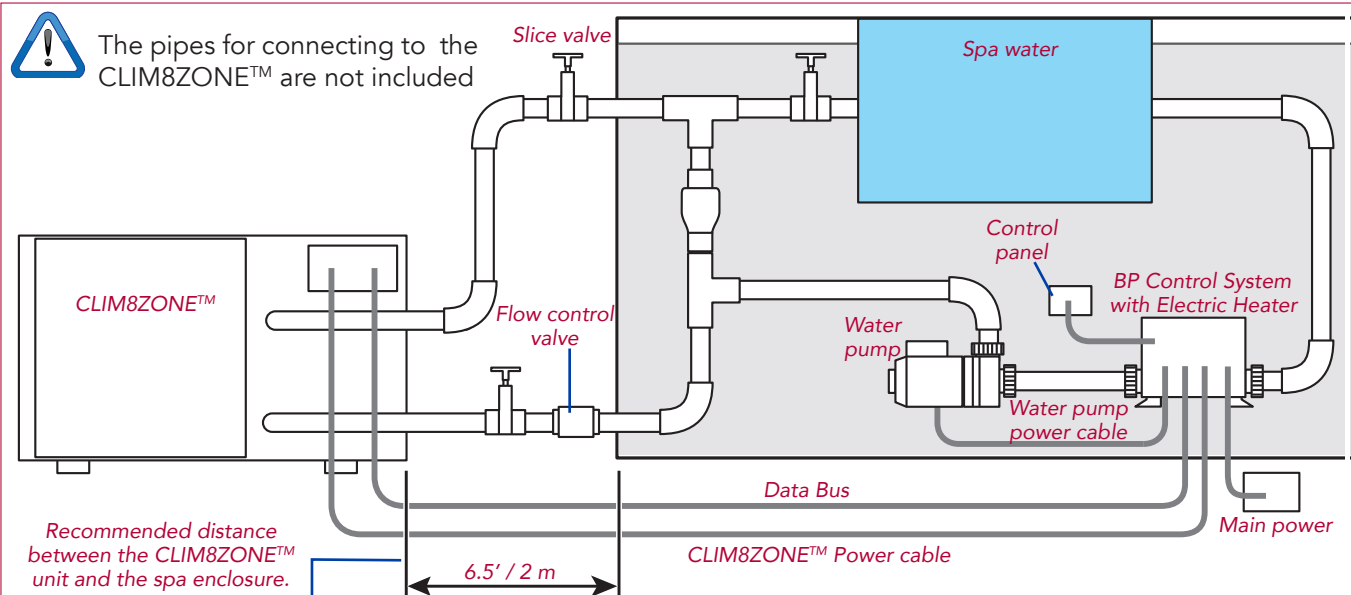 The pipes for connecting to the
CLIM8ZONE™ are not included
Slice valve
Spa water
Control
panel
BP Control System
with Electric Heater
CLIM8ZONE™
Flow control
valve
Water
pump
Water pump
power cable
Data Bus
Main power
Recommended distance
between the CLIM8ZONE™
unit and the spa enclosure.
CLIM8ZONE™ Power cable
6.5' / 2 m